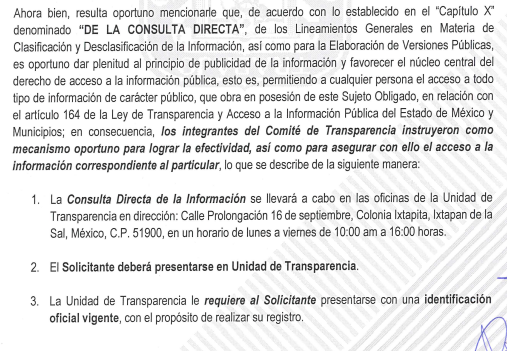 Ahora bien, resulta oportuno mencionarle que, de acuerdo con lo establecido en el "Capítulo X"
denominado "DE LA CONSULTA DIRECTA", de los Lineamientos Generales en Materia de
Clasificación y Desclasificación de la Información, así como para la Elaboración de Versiones Públicas,
es oportuno dar plenitud al principio de publicidad de la información y favorecer el núcleo central del
derecho de acceso a la información pública, esto es, permitiendo a cualquier persona el acceso a todo
tipo de información de carácter público, que obra en posesión de este Sujeto Obligado, en relación con
el artículo 164 de la Ley de Transparencia y Acceso a la Información Pública del Estado de México y
Municipios; en consecuencia, los integrantes del Comité de Transparencia instruyeron como
mecanismo oportuno para lograr la efectividad, así como para asegurar con ello el acceso a la
información correspondiente al particular, lo que se describe de la siguiente manera:
1. La Consulta Directa de la Información se llevará a cabo en las oficinas de la Unidad de
Transparencia en dirección: Calle Prolongación 16 de septiembre, Colonia Ixtapita, Ixtapan de la
Sal, México, C.P. 51900, en un horario de lunes a viernes de 10:00 am a 16:00 horas.
2. El Solicitante deberá presentarse en Unidad de Transparencia.
3. La Unidad de Transparencia le requiere al Solicitante presentarse con una identificación
oficial vigente, con el propósito de realizar su registro.